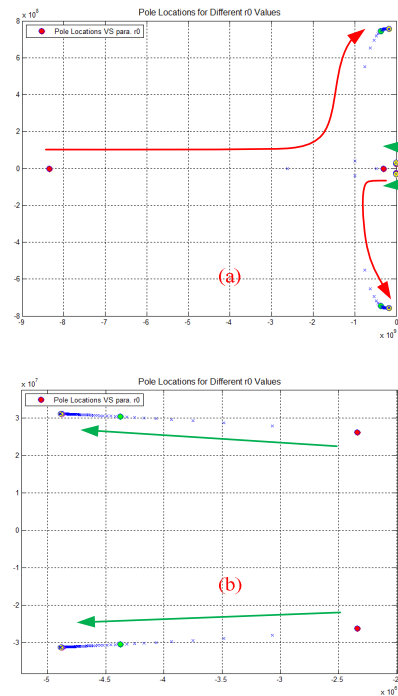 Pole Locations for Different r0 Values
x 10^8
Pole Locations VS para. r0
8
6
4
2
0
-2
-4
-6
-8
(a)
-9 -8 -7 -6 -5 -4 -3 -2 -1 0
x 10
Pole Locations for Different r0 Values
x 10^7
Pole Locations VS para. r0
3
2
1
0
-1
-2
-3
(b)
-5 -4.5 -4 -3.5 -3 -2.5 -2
x 10^6